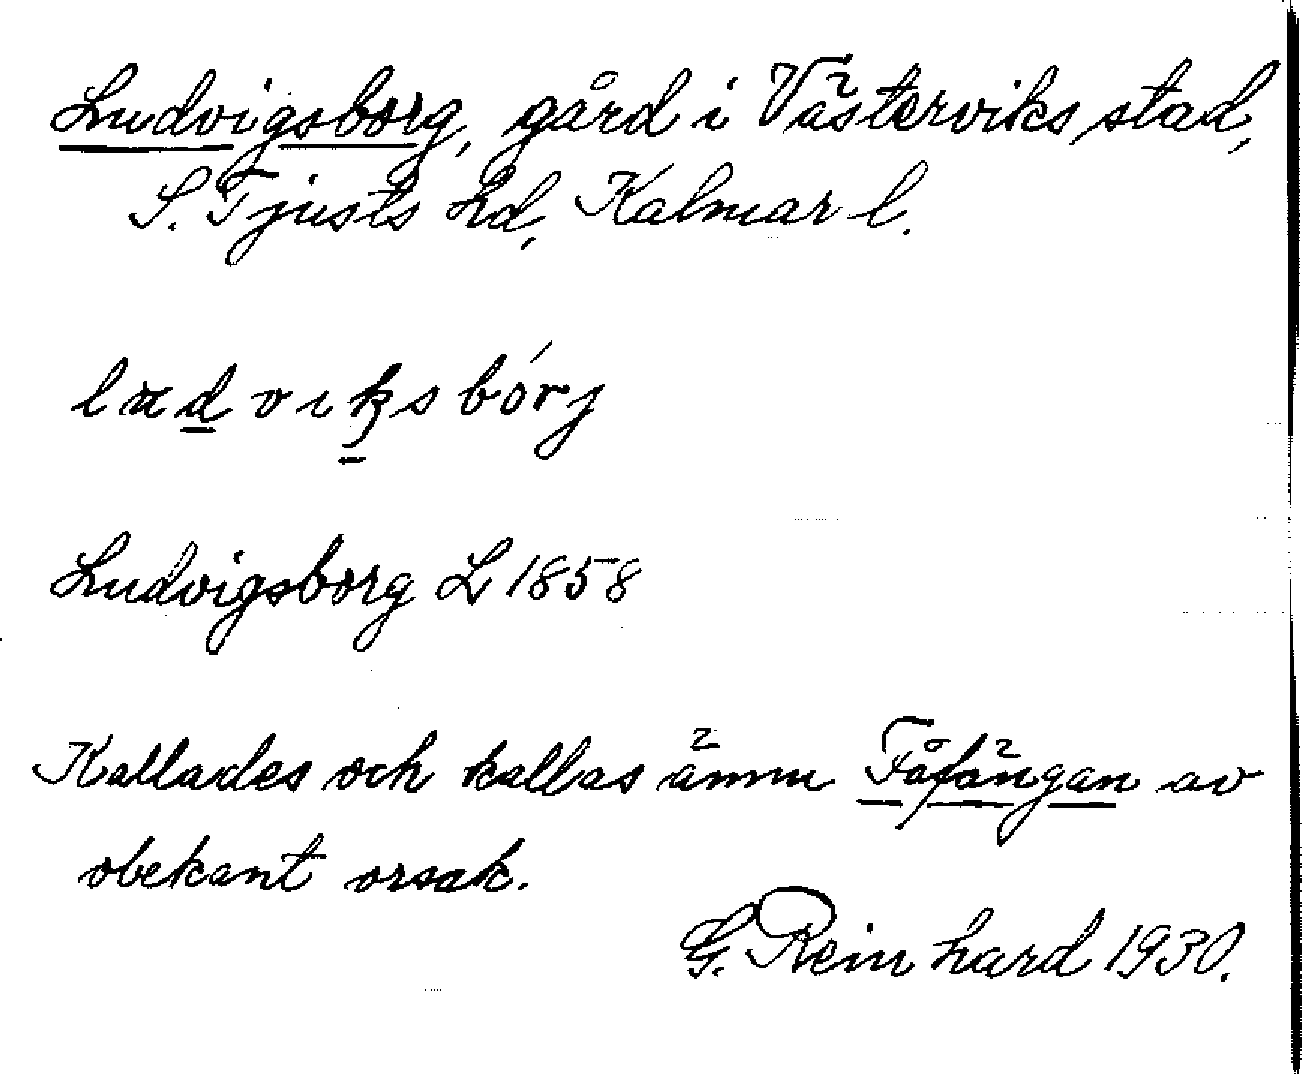 Ludvigsborg, gård i Västerviks stad,
S. Tjusts hd, Kalmar l.
ludviksbórj
Ludvigsborg L 1858
Kallades och kallas ännu Fåfängan av
obekant orsak.
G. Reinhard 1930.